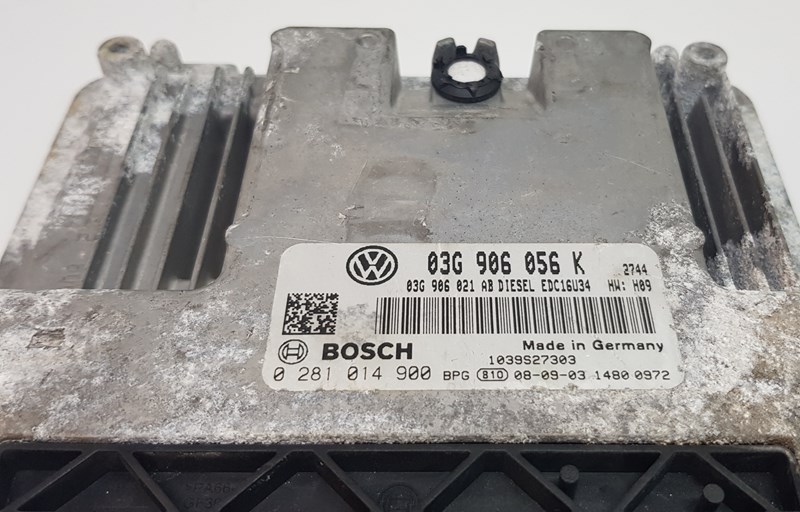 03G 906 056 K 2744
03G 906 021 AB DIESEL EDC16U34 HW: H09
BOSCH Made in Germany
1039S27303
0 281 014 900 BPG 810 08-09-03 1480 0972